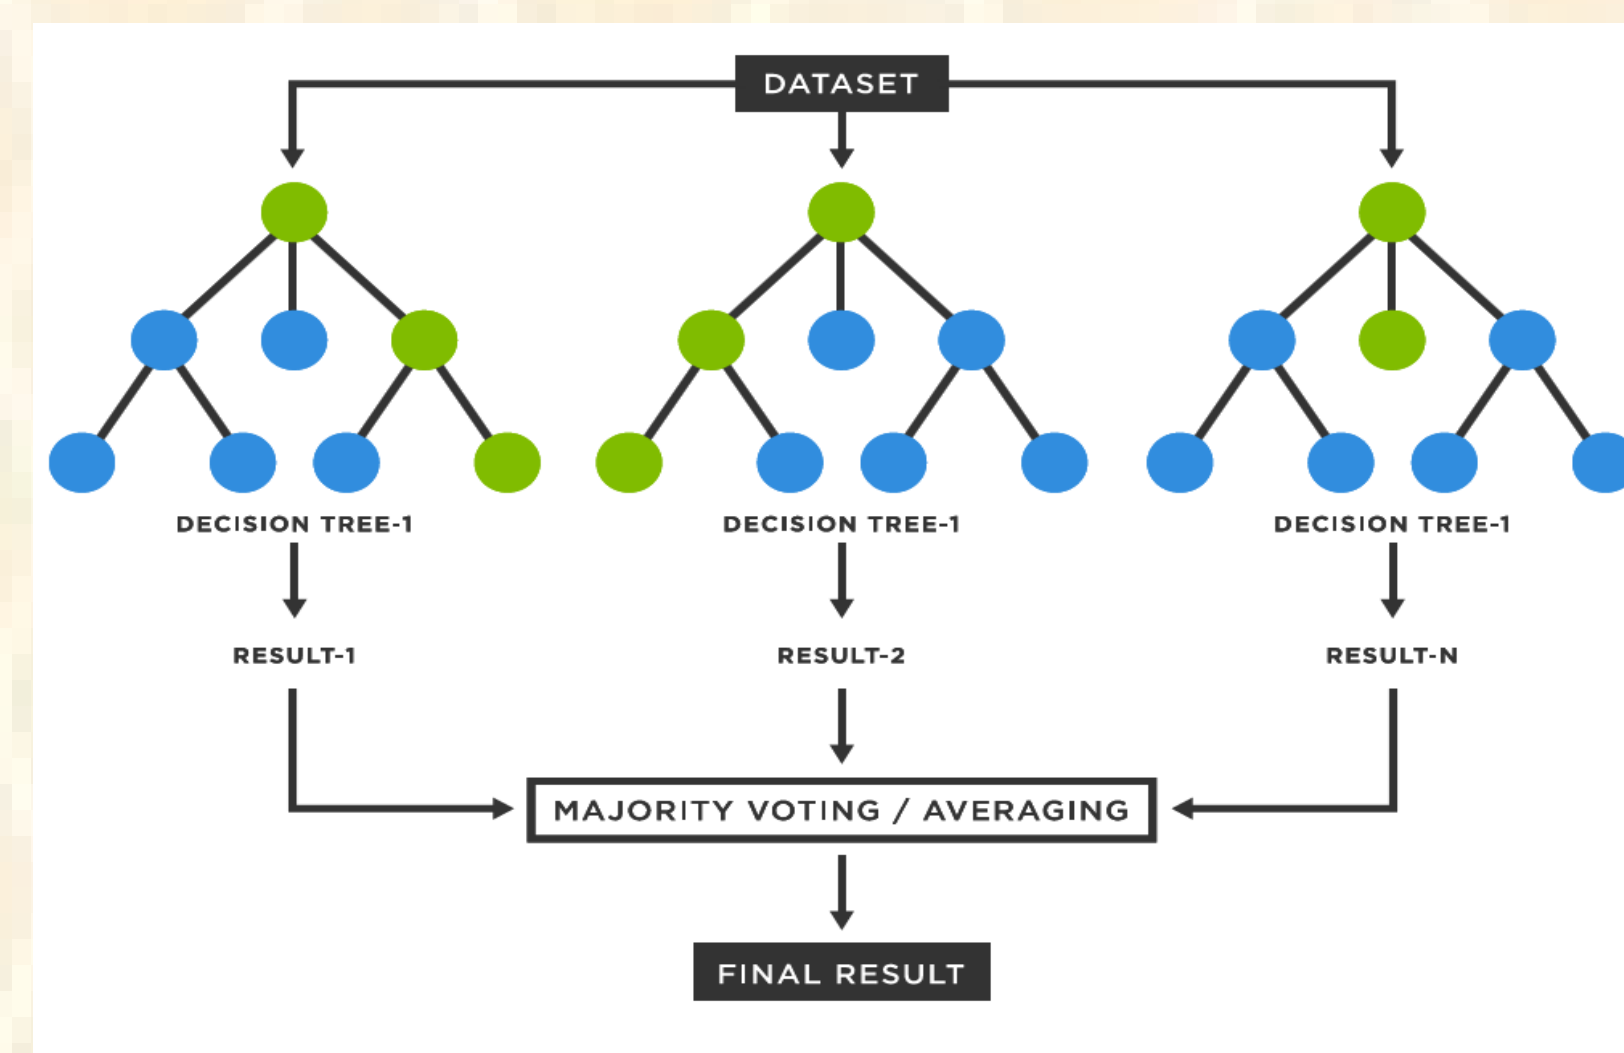 DATASET
DECISION TREE-1
DECISION TREE-1
DECISION TREE-1
RESULT-1
RESULT-2
RESULT-N
MAJORITY VOTING / AVERAGING
FINAL RESULT